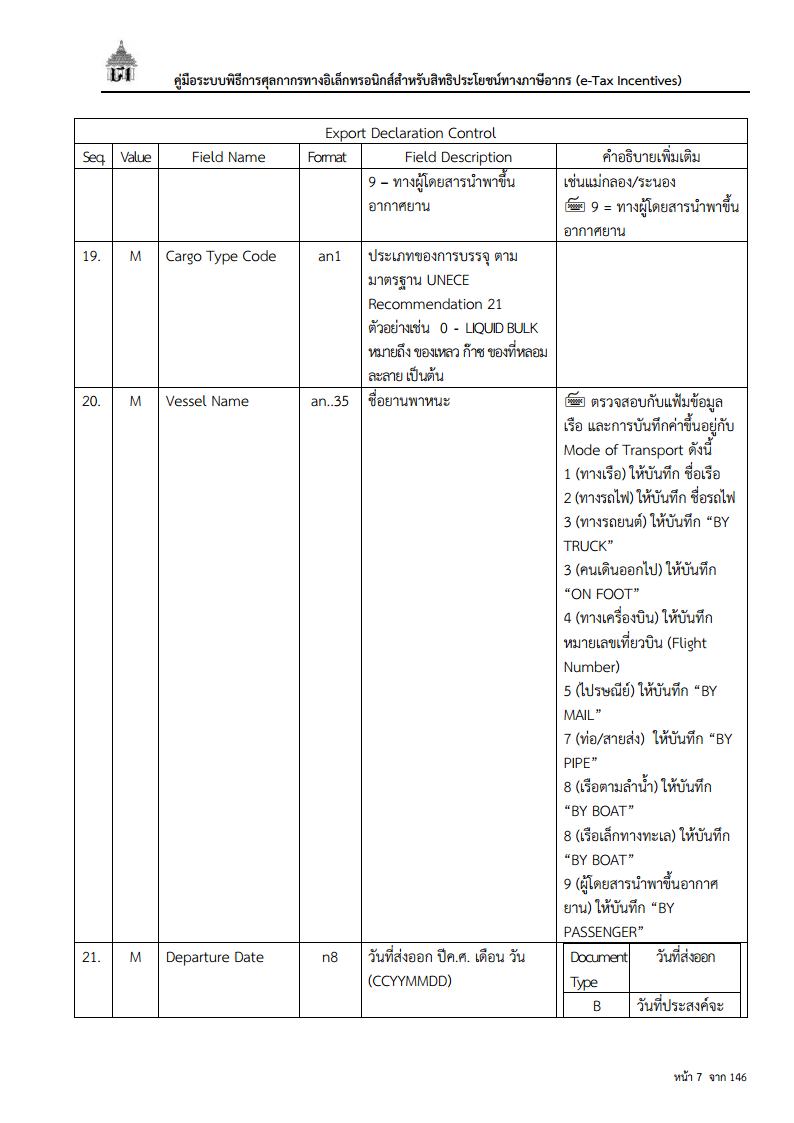 คู่มือระบบพิธีการศุลกากรทางอิเล็กทรอนิกส์สำหรับสิทธิประโยชน์ทางภาษีอากร (e-Tax Incentives)
Export Declaration Control
Seq. Value Field Name Format Field Description คำอธิบายเพิ่มเติม
9 – ทางผู้โดยสารนำพาขึ้น
อากาศยาน
เช่นแม่กลอง/ระนอง
9 = ทางผู้โดยสารนำพาขึ้น
อากาศยาน
19. M Cargo Type Code an1 ประเภทของการบรรจุ ตาม
มาตรฐาน UNECE
Recommendation 21
ตัวอย่างเช่น 0 - LIQUID BULK
หมายถึง ของเหลว ก๊าซ ของที่หลอม
ละลาย เป็นต้น
20. M Vessel Name an..35 ชื่อยานพาหนะ
ตรวจสอบกับแฟ้มข้อมูล
เรือ และการบันทึกค่าขึ้นอยู่กับ
Mode of Transport ดังนี้
1 (ทางเรือ) ให้บันทึก ชื่อเรือ
2 (ทางรถไฟ) ให้บันทึก ชื่อรถไฟ
3 (ทางรถยนต์) ให้บันทึก “BY
TRUCK”
3 (คนเดินออกไป) ให้บันทึก
“ON FOOT”
4 (ทางเครื่องบิน) ให้บันทึก
หมายเลขเที่ยวบิน (Flight
Number)
5 (ไปรษณีย์) ให้บันทึก “BY
MAIL”
7 (ท่อ/สายส่ง) ให้บันทึก “BY
PIPE”
8 (เรือตามลำน้ำ) ให้บันทึก
“BY BOAT”
8 (เรือเล็กทางทะเล) ให้บันทึก
“BY BOAT”
9 (ผู้โดยสารนำพาขึ้นอากาศ
ยาน) ให้บันทึก “BY
PASSENGER”
21. M Departure Date n8 วันที่ส่งออก ปีค.ศ. เดือน วัน
(CCYYMMDD)
Document วันที่ส่งออก
Type
B วันที่ประสงค์จะ
หน้า 7 จาก 146